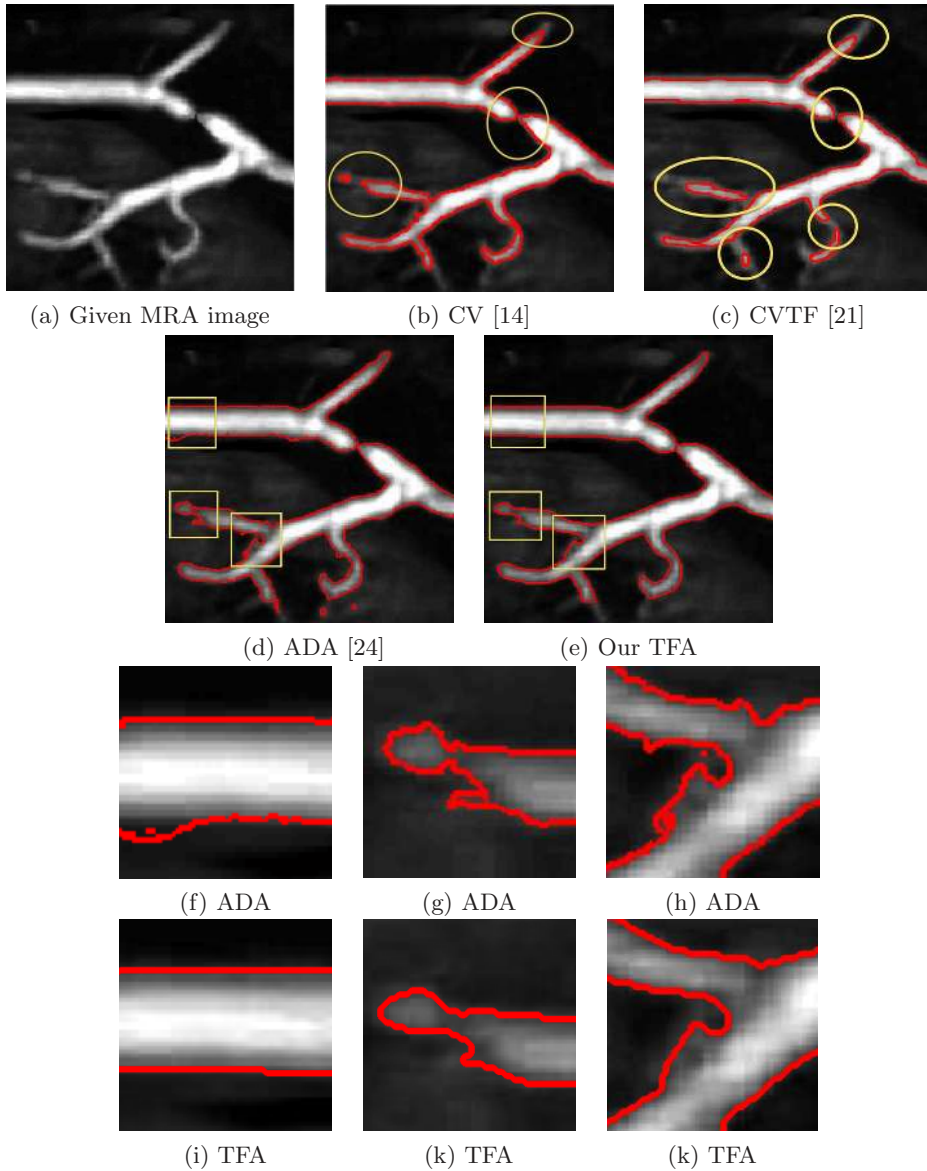 (a) Given MRA image
(b) CV [14]
(c) CVTF [21]
(d) ADA [24]
(e) Our TFA
(f) ADA
(g) ADA
(h) ADA
(i) TFA
(k) TFA
(k) TFA